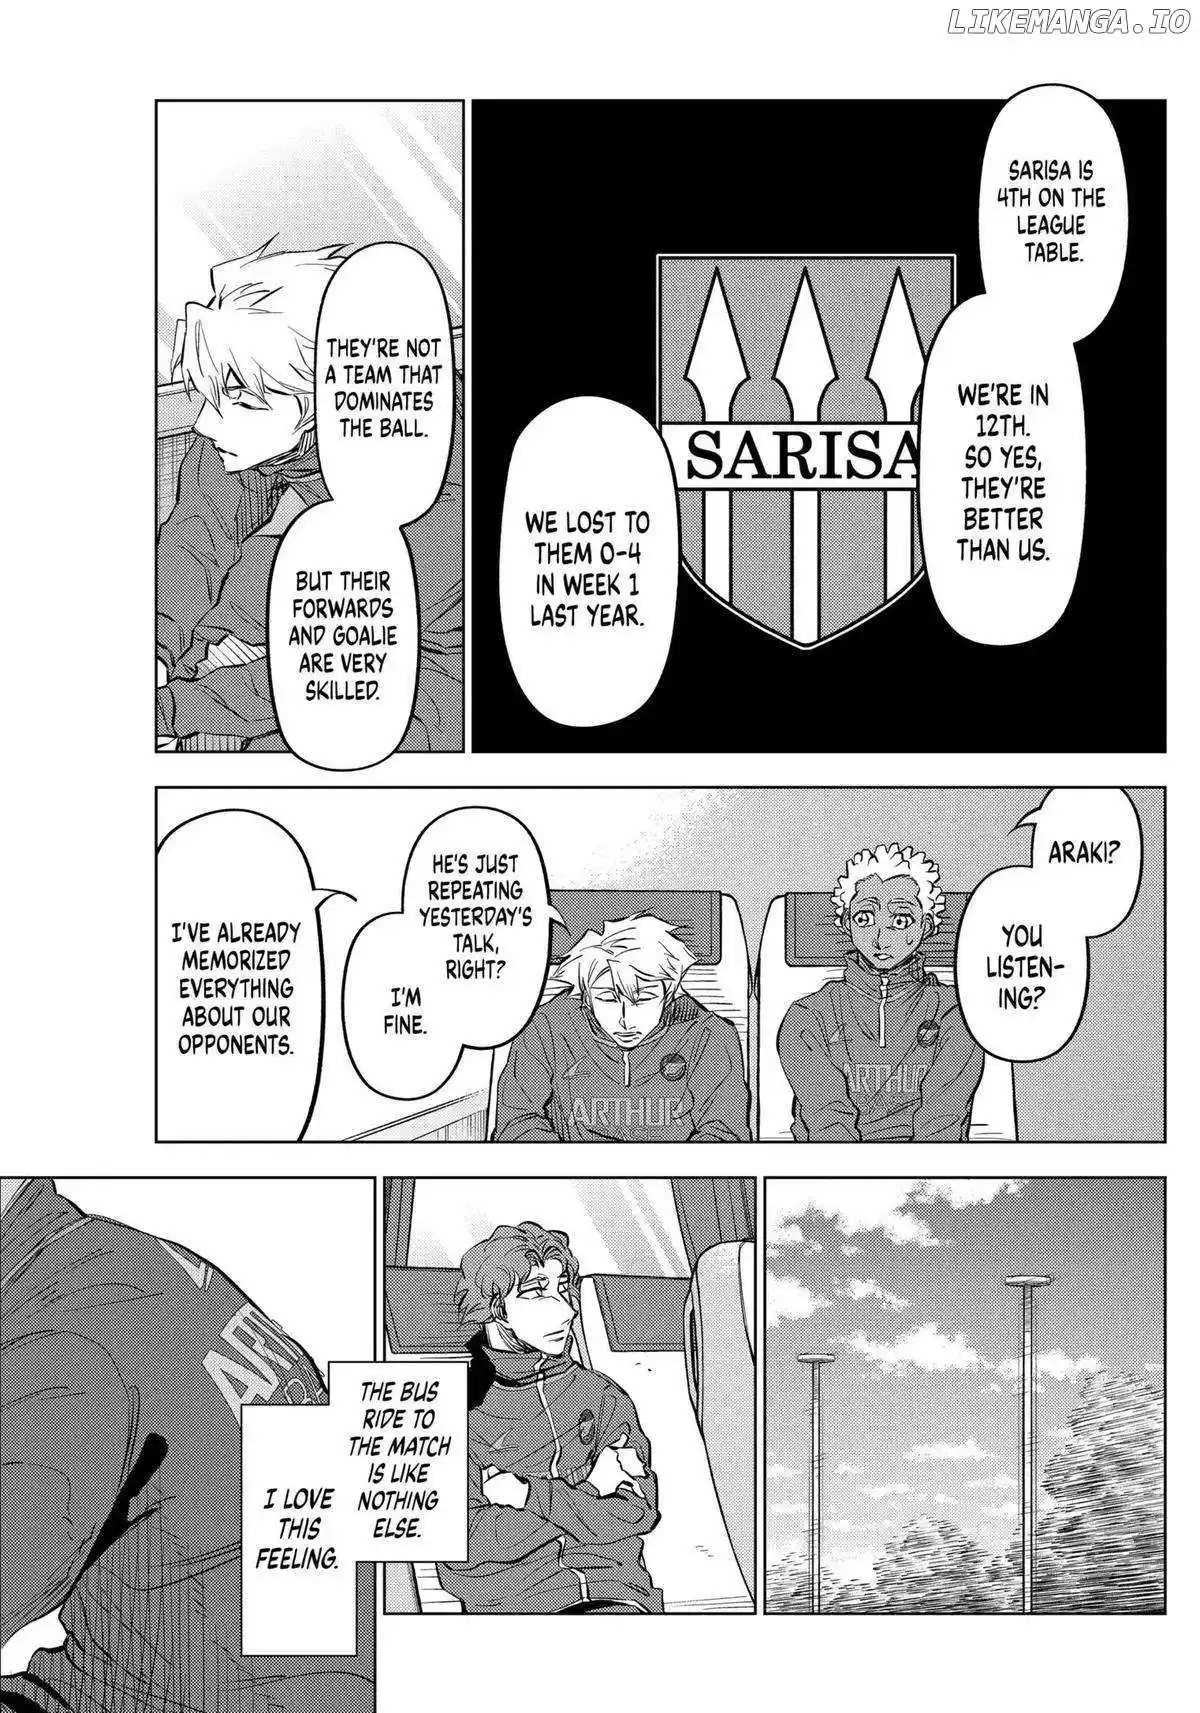 LIKEMANGA.IO
SARISA IS
4TH ON THE
LEAGUE
TABLE.
WE'RE IN
12TH.
SO YES,
THEY'RE
BETTER
THAN US.
SARISA
WE LOST TO
THEM 0-4
IN WEEK 1
LAST YEAR.
THEY'RE NOT
A TEAM THAT
DOMINATES
THE BALL.
BUT THEIR
FORWARDS
AND GOALIE
ARE VERY
SKILLED.
ARAKI?
YOU
LISTEN-
ING?
ARTHUR
ARTHUR
HE'S JUST
REPEATING
YESTERDAY'S
TALK,
RIGHT?
I'M
FINE.
I'VE ALREADY
MEMORIZED
EVERYTHING
ABOUT OUR
OPPONENTS.
THE BUS
RIDE TO
THE MATCH
IS LIKE
NOTHING
ELSE.
I LOVE
THIS
FEELING.